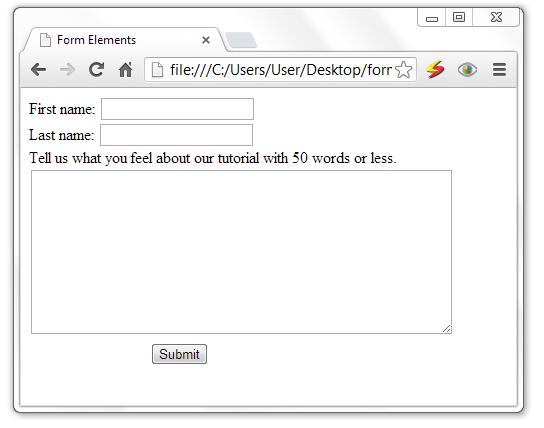 Form Elements
file:///C:/Users/User/Desktop/forr
First name:
Last name:
Tell us what you feel about our tutorial with 50 words or less.
Submit